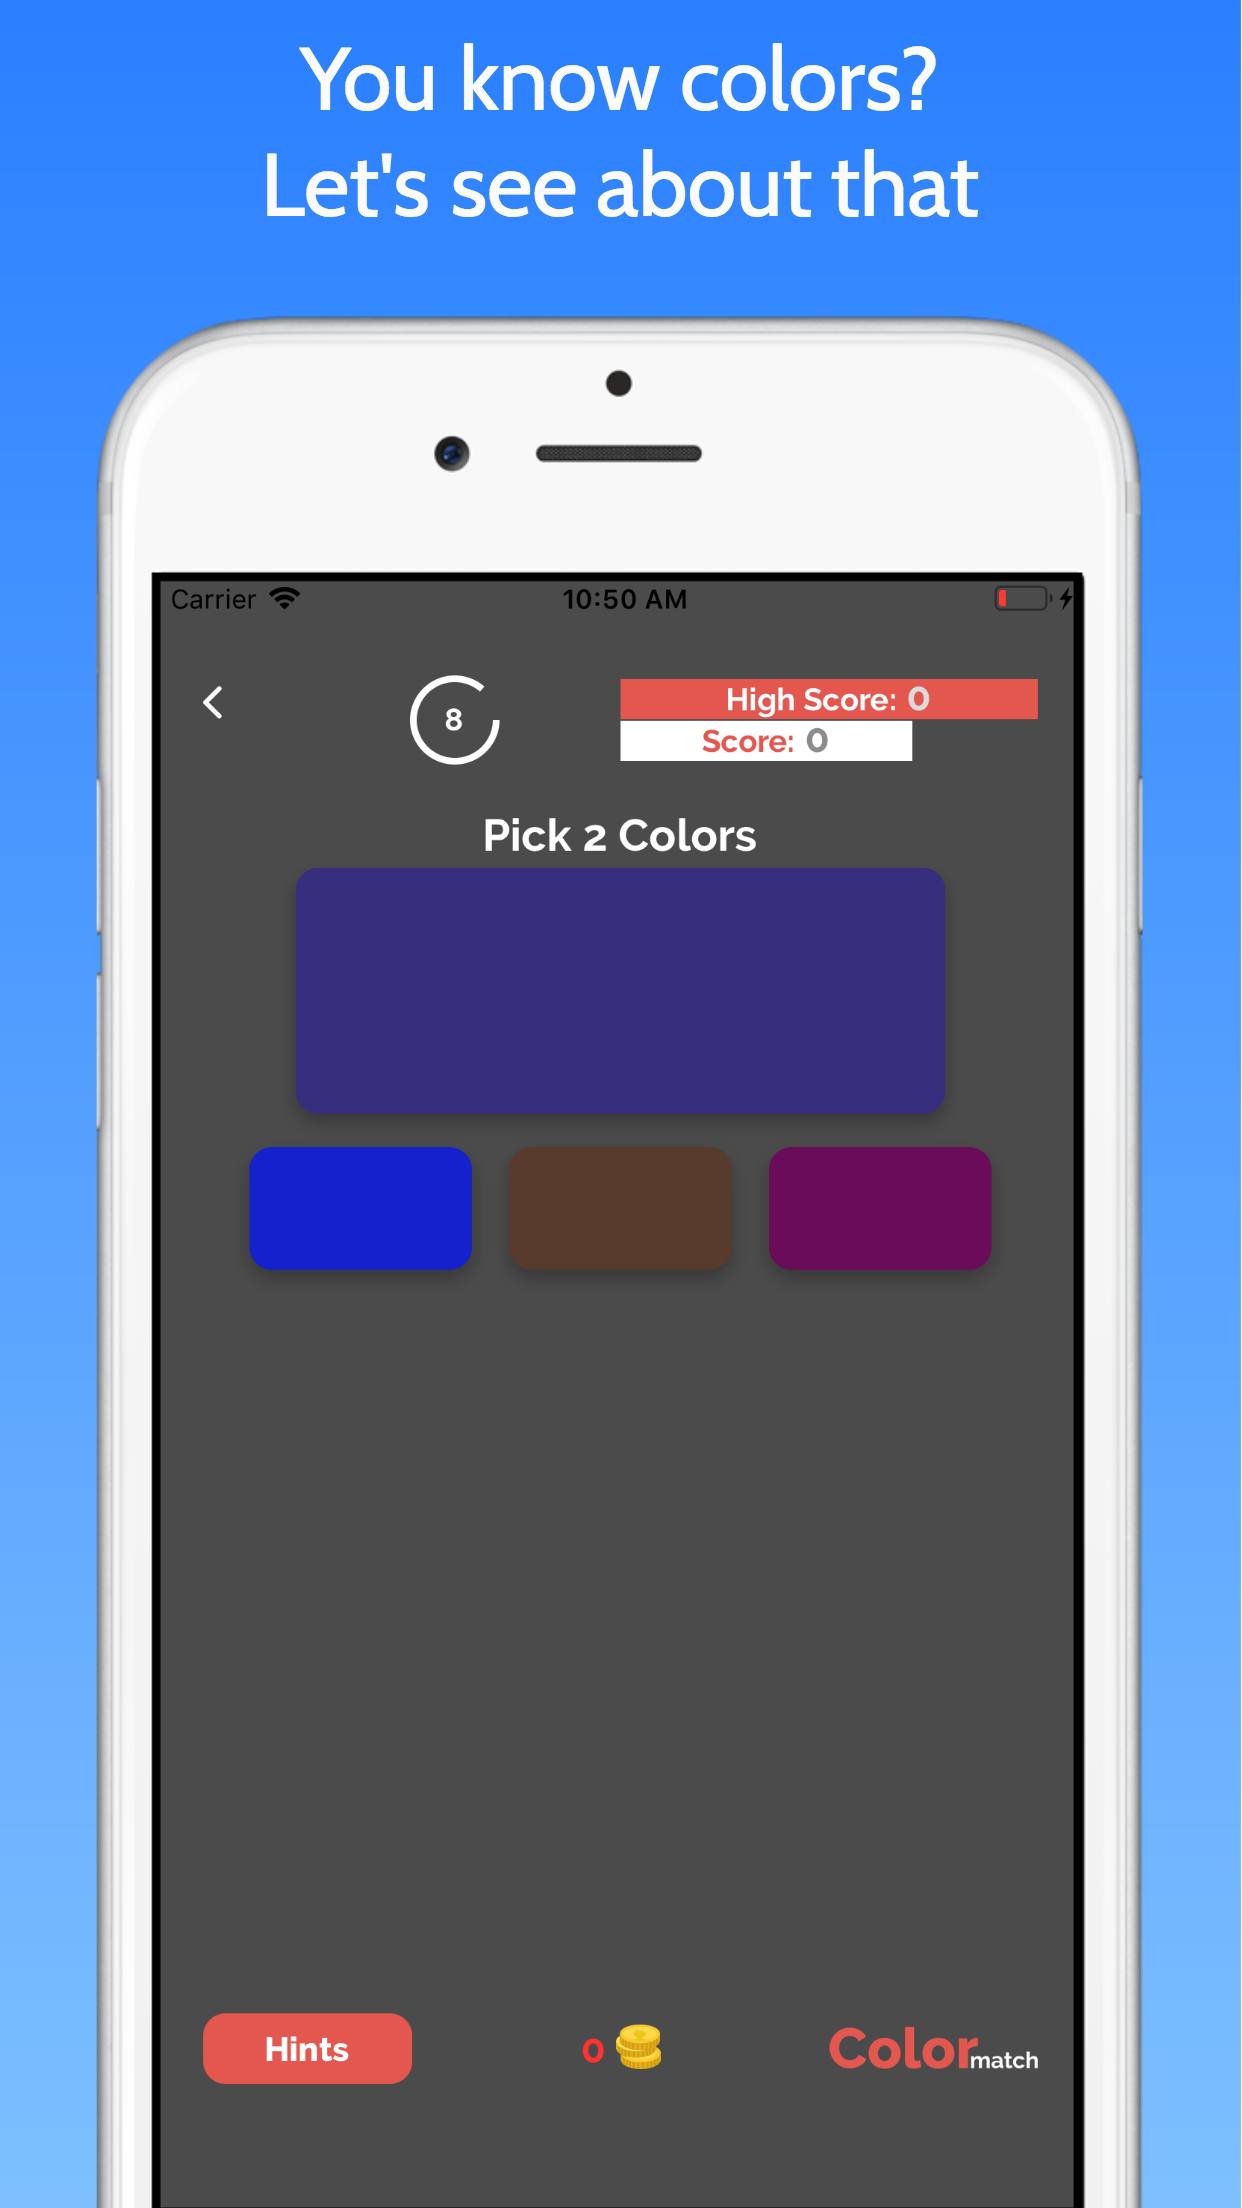 You know colors?
Let's see about that
Carrier 10:50 AM
8
High Score: 0
Score: 0
Pick 2 Colors
Hints
0
Colormatch